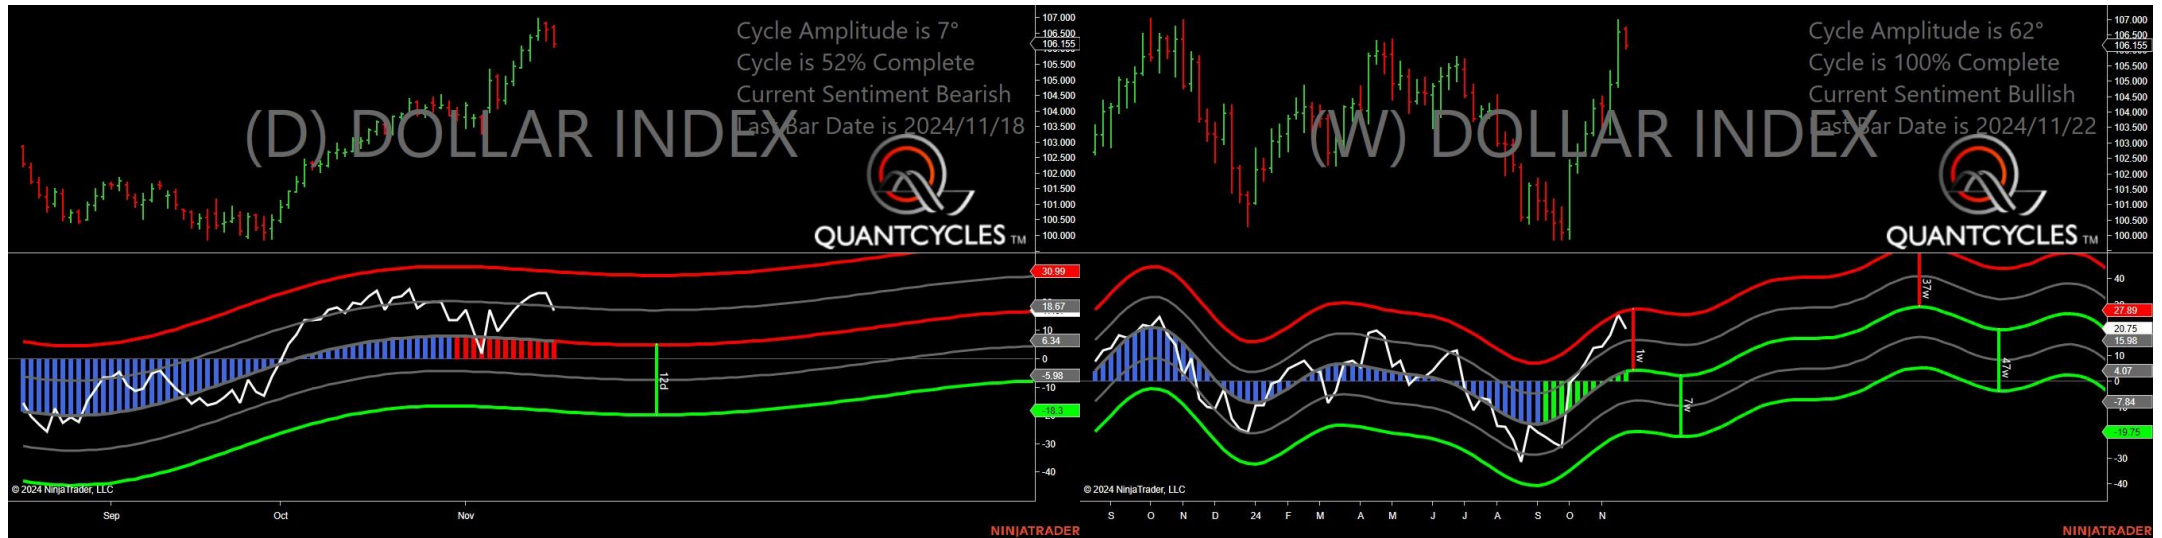 Cycle Amplitude is 7°
Cycle is 52% Complete
Current Sentiment Bearish
Last Bar Date is 2024/11/18
(D) DOLLAR INDEX
QUANTCYCLES TM
107.000
106.500
106.155
105.500
105.000
104.500
104.000
103.500
103.000
102.500
102.000
101.500
101.000
100.500
100.000
30.99
18.67
10
6.34
0
-5.98
-10
-18.3
-30
-40
12d
© 2024 NinjaTrader, LLC
Sep Oct Nov
NINJATRADER
Cycle Amplitude is 62°
Cycle is 100% Complete
Current Sentiment Bullish
Last Bar Date is 2024/11/22
(W) DOLLAR INDEX
QUANTCYCLES TM
107.000
106.500
106.155
105.500
105.000
104.500
104.000
103.500
103.000
102.500
102.000
101.500
101.000
100.500
100.000
40
27.89
20.75
15.98
10
4.07
0
-7.84
-19.75
-30
-40
37w
1w
7w
47w
© 2024 NinjaTrader, LLC
S O N D 24 F M A M J J A S O N
NINJATRADER